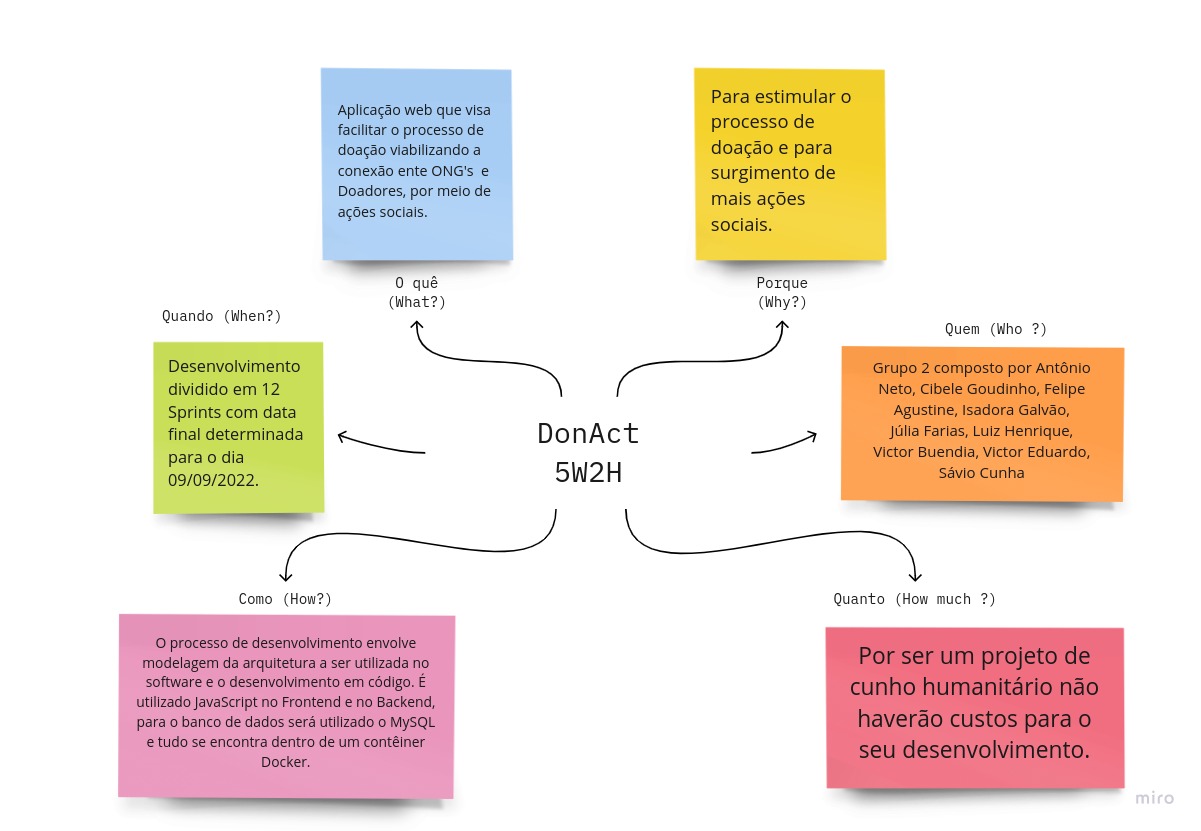 Aplicação web que visa
facilitar o processo de
doação viabilizando a
conexão ente ONG's  e
Doadores, por meio de
ações sociais.
O quê
(What?)
Para estimular o
processo de
doação e para
surgimento de
mais ações
sociais.
Porque
(Why?)
Quando (When?)
Desenvolvimento
dividido em 12
Sprints com data
final determinada
para o dia
09/09/2022.
DonAct
5W2H
Quem (Who ?)
Grupo 2 composto por Antônio
Neto, Cibele Goudinho, Felipe
Agustine, Isadora Galvão,
Júlia Farias, Luiz Henrique,
Victor Buendia, Victor Eduardo,
Sávio Cunha
Como (How?)
O processo de desenvolvimento envolve
modelagem da arquitetura a ser utilizada no
software e o desenvolvimento em código. É
utilizado JavaScript no Frontend e no Backend,
para o banco de dados será utilizado o MySQL
e tudo se encontra dentro de um contêiner
Docker.
Quanto (How much ?)
Por ser um projeto de
cunho humanitário não
haverão custos para o
seu desenvolvimento.
miro